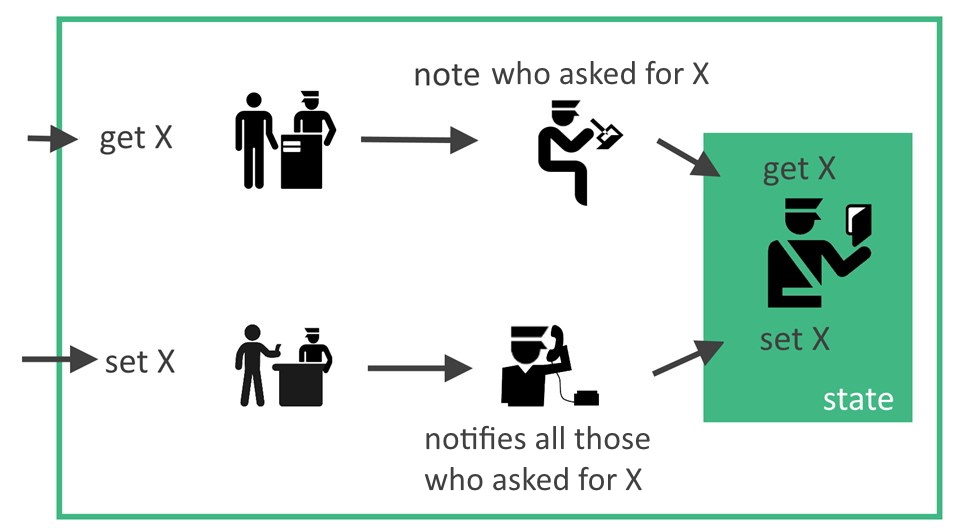 note who asked for X
get X
get X
set X
set X
state
notifies all those
who asked for X